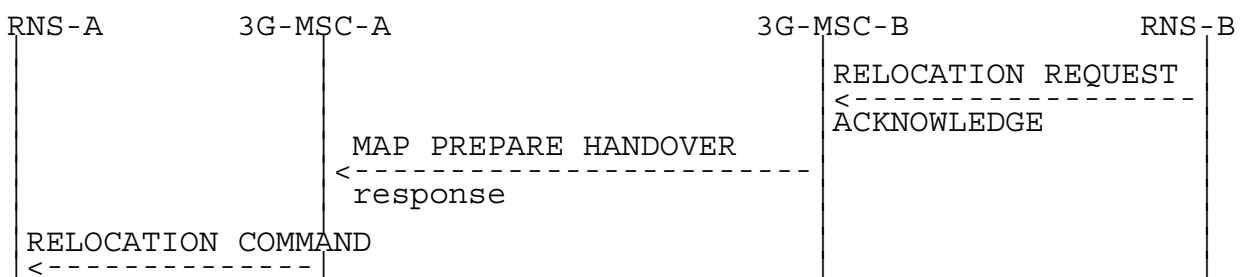 RNS-A 3G-MSC-A 3G-MSC-B RNS-B
RELOCATION REQUEST
ACKNOWLEDGE
MAP PREPARE HANDOVER
response
RELOCATION COMMAND